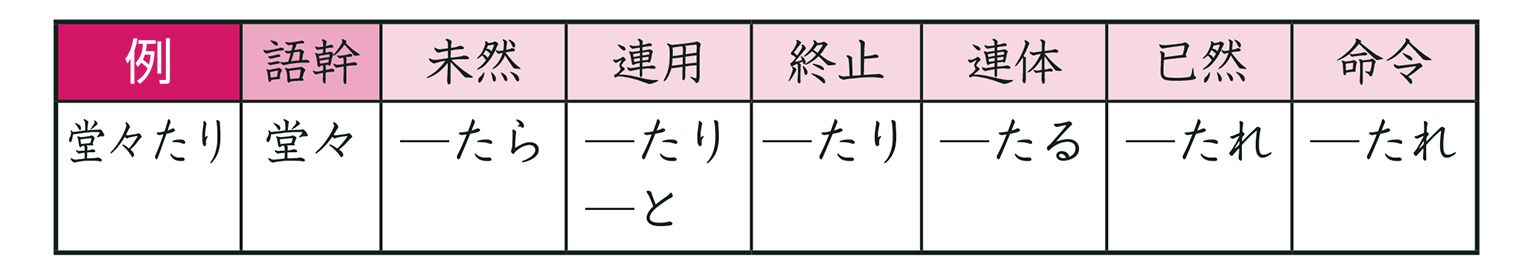 例 語幹 未然 連用 終止 連体 已然 命令
堂々たり 堂々 ―たら ―たり ―たり ―たる ―たれ ―たれ
―と